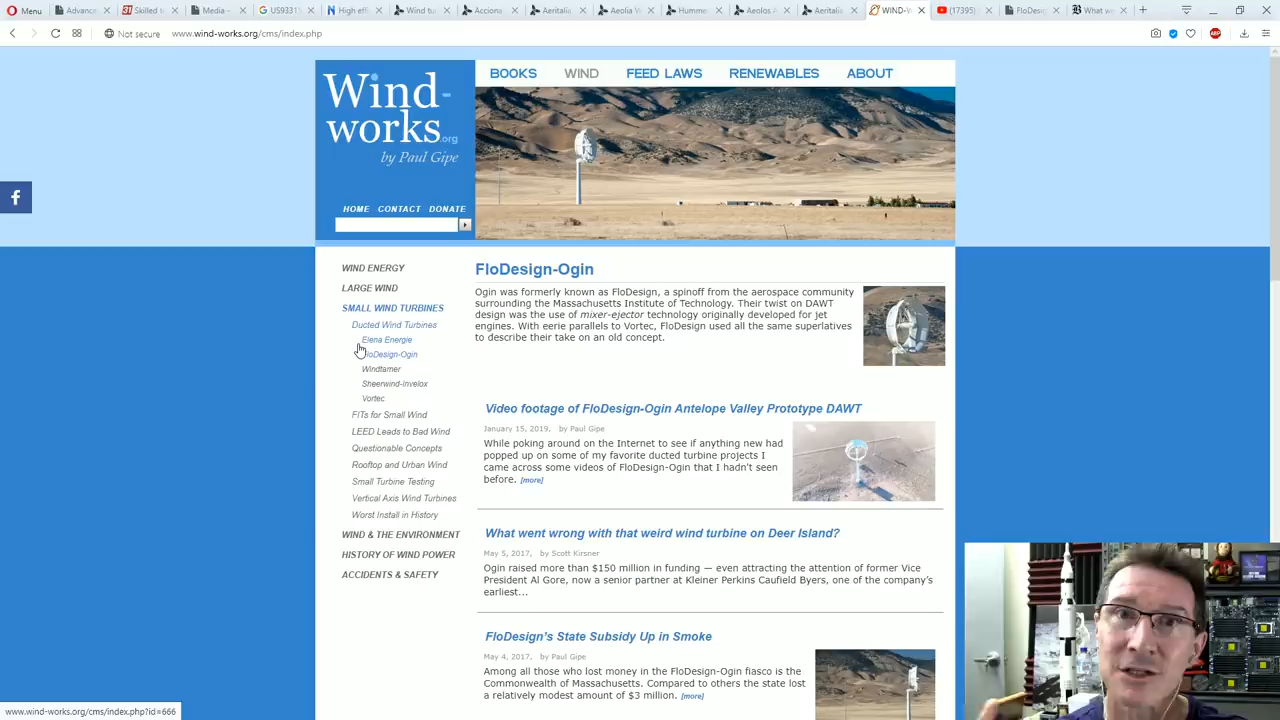 Menu
Advanc
Skilled t
Media –
US9331
High effi
Wind tur
Acciona
Aeritalia
Aeolia W
Humme
Aeolos
Aeritalia
WIND-W
(17395)
FloDesig
What we
Not secure
www.wind-works.org/cms/index.php
ABP
f
Wind-
works.org
by Paul Gipe
HOME CONTACT DONATE
BOOKS WIND FEED LAWS RENEWABLES ABOUT
WIND ENERGY
LARGE WIND
SMALL WIND TURBINES
Ducted Wind Turbines
Elena Energie
loDesign-Ogin
Windtamer
Sheerwind-Invelox
Vortec
FITs for Small Wind
LEED Leads to Bad Wind
Questionable Concepts
Rooftop and Urban Wind
Small Turbine Testing
Vertical Axis Wind Turbines
Worst Install in History
WIND & THE ENVIRONMENT
HISTORY OF WIND POWER
ACCIDENTS & SAFETY
FloDesign-Ogin
Ogin was formerly known as FloDesign, a spinoff from the aerospace community
surrounding the Massachusetts Institute of Technology. Their twist on DAWT
design was the use of mixer-ejector technology originally developed for jet
engines. With eerie parallels to Vortec, FloDesign used all the same superlatives
to describe their take on an old concept.
Video footage of FloDesign-Ogin Antelope Valley Prototype DAWT
January 15, 2019, by Paul Gipe
While poking around on the Internet to see if anything new had
popped up on some of my favorite ducted turbine projects I
came across some videos of FloDesign-Ogin that I hadn't seen
before. [more]
What went wrong with that weird wind turbine on Deer Island?
May 5, 2017, by Scott Kirsner
Ogin raised more than $150 million in funding — even attracting the attention of former Vice
President Al Gore, now a senior partner at Kleiner Perkins Caufield Byers, one of the company's
earliest...
FloDesign's State Subsidy Up in Smoke
May 4, 2017, by Paul Gipe
Among all those who lost money in the FloDesign-Ogin fiasco is the
Commonwealth of Massachusetts. Compared to others the state lost
a relatively modest amount of $3 million. [more]
www.wind-works.org/cms/index.php?id=666